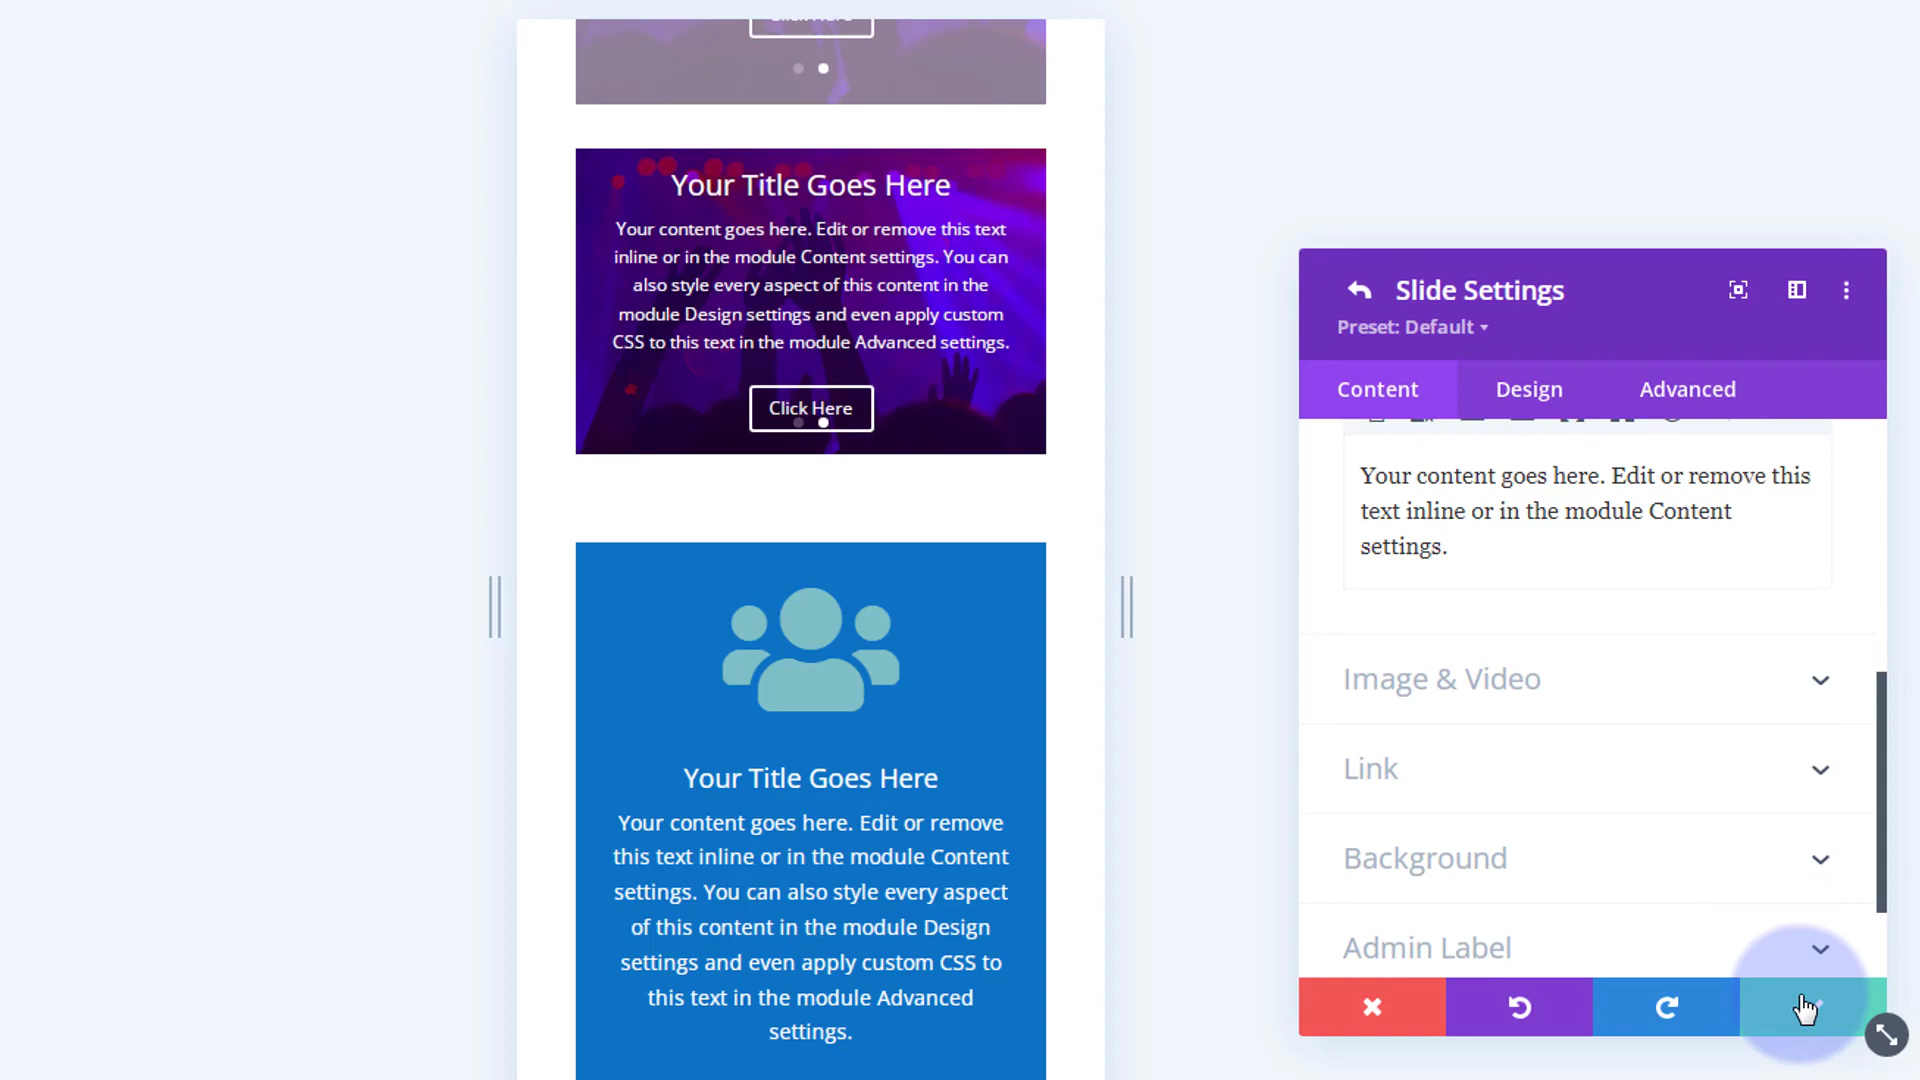 Your Title Goes Here
Your content goes here. Edit or remove this text
inline or in the module Content settings. You can
also style every aspect of this content in the
module Design settings and even apply custom
CSS to this text in the module Advanced settings.
Click Here
Your Title Goes Here
Your content goes here. Edit or remove
this text inline or in the module Content
settings. You can also style every aspect
of this content in the module Design
settings and even apply custom CSS to
this text in the module Advanced
settings.
Slide Settings
Preset: Default
Content
Design
Advanced
Your content goes here. Edit or remove this
text inline or in the module Content
settings.
Image & Video
Link
Background
Admin Label